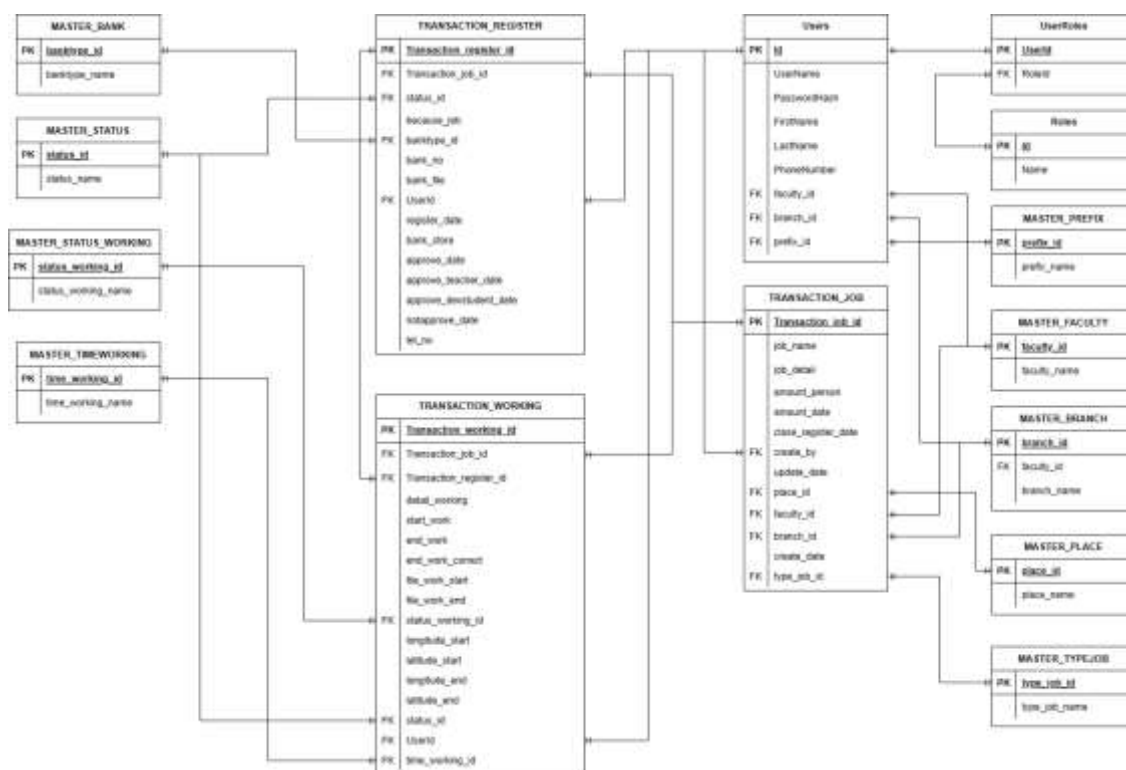 MASTER_BANK
PK banktype_id
banktype_name
MASTER_STATUS
PK status_id
status_name
MASTER_STATUS_WORKING
PK status_working_id
status_working_name
MASTER_TIMEWORKING
PK time_working_id
time_working_name
TRANSACTION_REGISTER
PK Transaction_register_id
FK Transaction_job_id
FK status_id
because_job
FK banktype_id
bank_no
bank_file
FK UserId
register_date
bank_store
approve_date
approve_teacher_date
approve_devstudent_date
notapprove_date
tel_no
TRANSACTION_WORKING
PK Transaction_working_id
FK Transaction_job_id
FK Transaction_register_id
detail_working
start_work
end_work
end_work_correct
file_work_start
file_work_end
FK status_working_id
longtitude_start
latitude_start
longtitude_end
latitude_end
FK status_id
FK UserId
FK time_working_id
Users
PK Id
UserName
PasswordHash
FirstName
LastName
PhoneNumber
FK faculty_id
FK branch_id
FK prefix_id
TRANSACTION_JOB
PK Transaction_job_id
job_name
job_detail
amount_person
amount_date
close_register_date
FK create_by
update_date
FK place_id
FK faculty_id
FK branch_id
create_date
FK type_job_id
UserRoles
PK UserId
FK RoleId
Roles
PK Id
Name
MASTER_PREFIX
PK prefix_id
prefix_name
MASTER_FACULTY
PK faculty_id
faculty_name
MASTER_BRANCH
PK branch_id
FK faculty_id
branch_name
MASTER_PLACE
PK place_id
place_name
MASTER_TYPEJOB
PK type_job_id
type_job_name